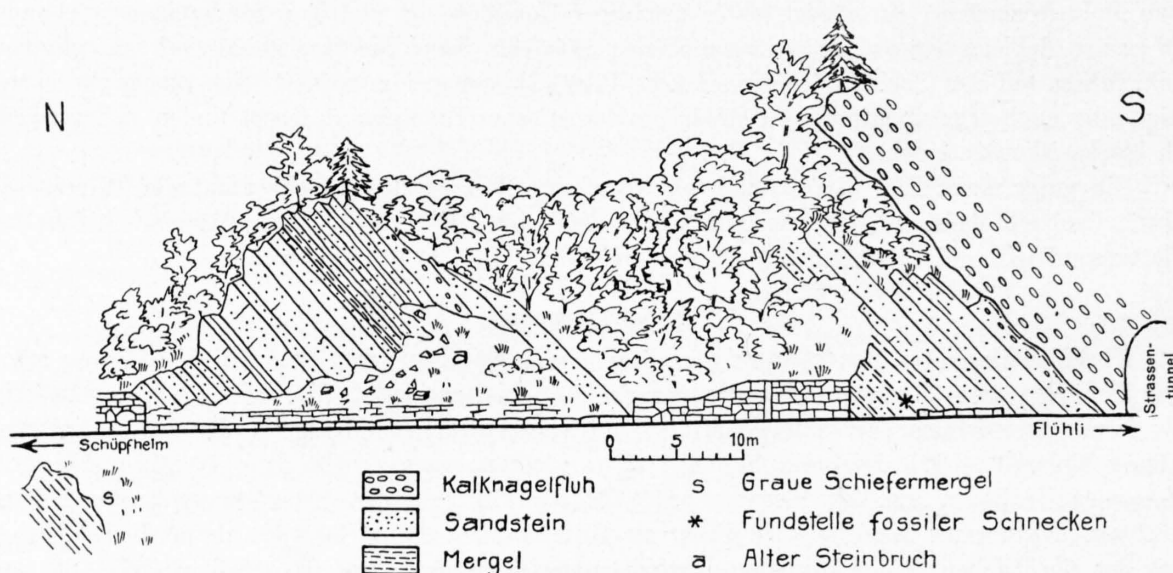 N
S
a
Strassen-
tunnel
Schüpfheim
Flühli
0 5 10m
s
Kalknagelfluh
Sandstein
Mergel
s Graue Schiefermergel
* Fundstelle fossiler Schnecken
a Alter Steinbruch